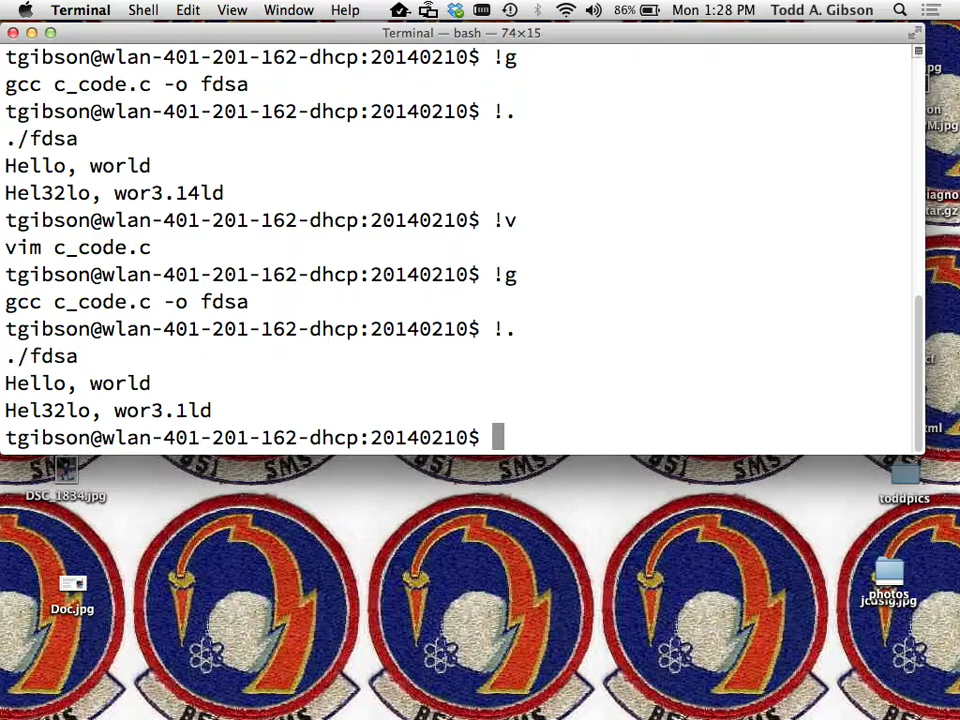 Terminal Shell Edit View Window Help 86% Mon 1:28 PM Todd A. Gibson
Terminal — bash — 74×15
tgibson@wlan-401-201-162-dhcp:20140210$ !g
gcc c_code.c -o fdsa
tgibson@wlan-401-201-162-dhcp:20140210$ !.
./fdsa
Hello, world
Hel32lo, wor3.14ld
tgibson@wlan-401-201-162-dhcp:20140210$ !v
vim c_code.c
tgibson@wlan-401-201-162-dhcp:20140210$ !g
gcc c_code.c -o fdsa
tgibson@wlan-401-201-162-dhcp:20140210$ !.
./fdsa
Hello, world
Hel32lo, wor3.1ld
tgibson@wlan-401-201-162-dhcp:20140210$
DSC_1834.jpg
toddpics
Doc.jpg
photos
jcusig.jpg